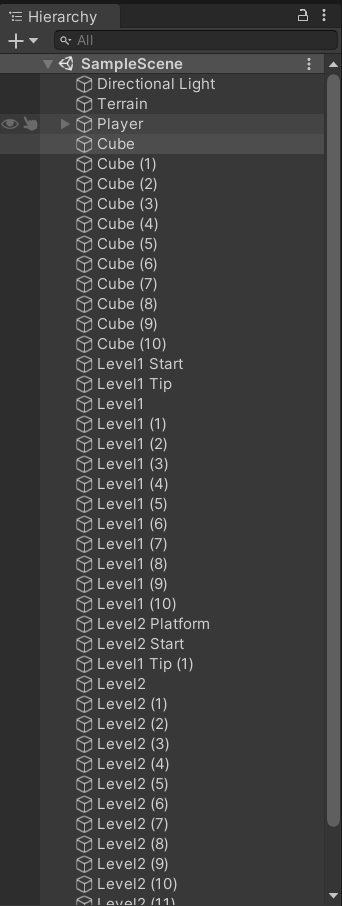 Hierarchy
All
SampleScene
Directional Light
Terrain
Player
Cube
Cube (1)
Cube (2)
Cube (3)
Cube (4)
Cube (5)
Cube (6)
Cube (7)
Cube (8)
Cube (9)
Cube (10)
Level1 Start
Level1 Tip
Level1
Level1 (1)
Level1 (2)
Level1 (3)
Level1 (4)
Level1 (5)
Level1 (6)
Level1 (7)
Level1 (8)
Level1 (9)
Level1 (10)
Level2 Platform
Level2 Start
Level1 Tip (1)
Level2
Level2 (1)
Level2 (2)
Level2 (3)
Level2 (4)
Level2 (5)
Level2 (6)
Level2 (7)
Level2 (8)
Level2 (9)
Level2 (10)
Level2 (11)